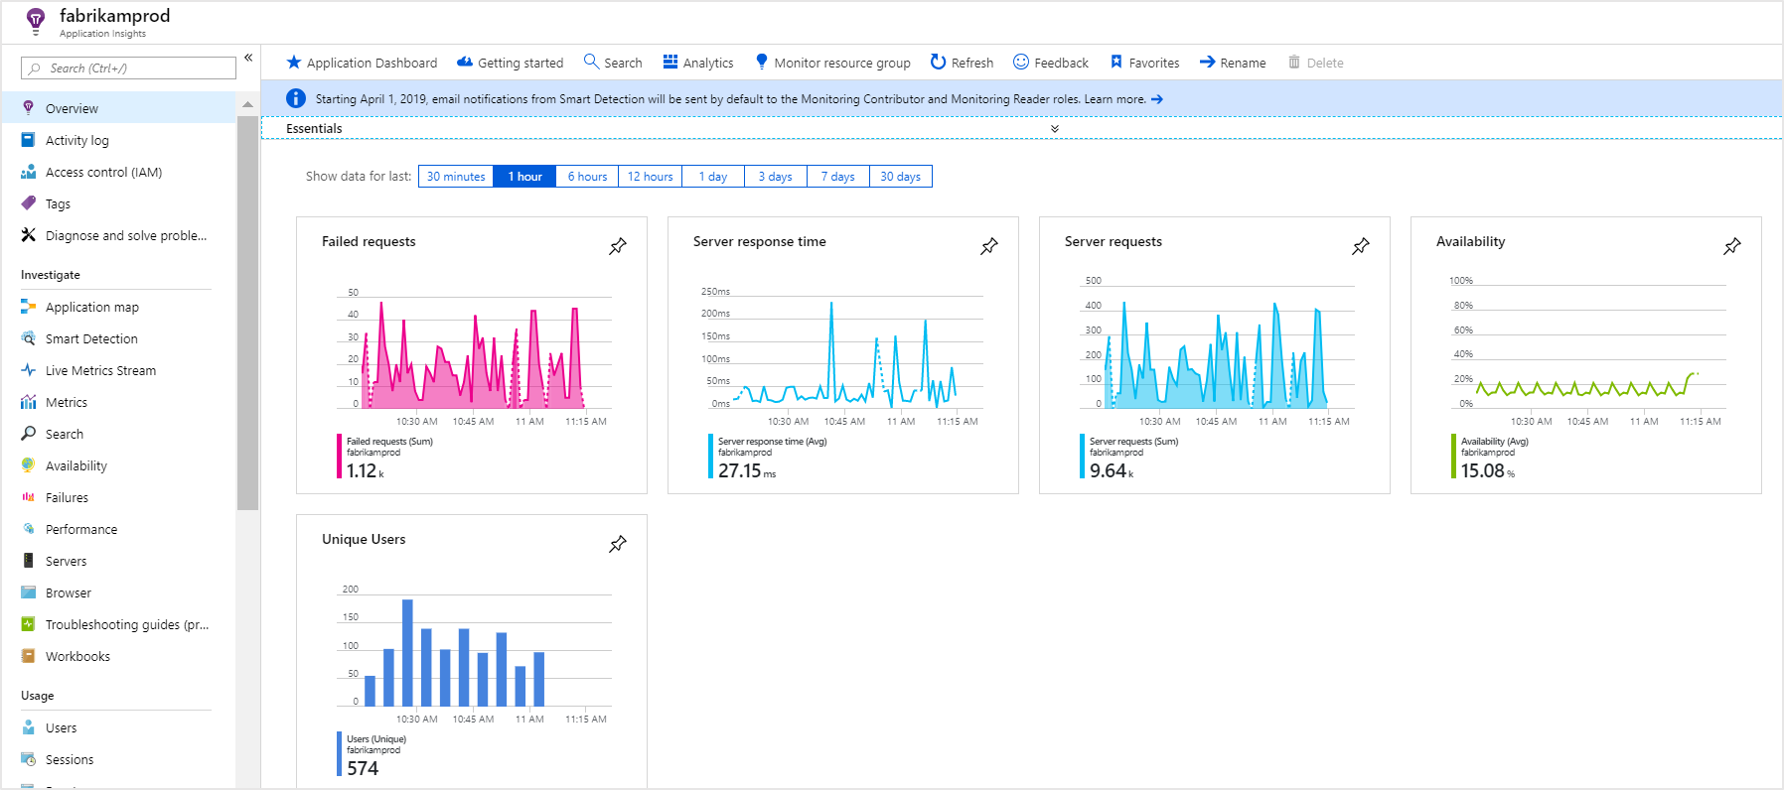 fabrikamprod
Application Insights
Search (Ctrl+/)
Overview
Activity log
Access control (IAM)
Tags
Diagnose and solve proble...
Investigate
Application map
Smart Detection
Live Metrics Stream
Metrics
Search
Availability
Failures
Performance
Servers
Browser
Troubleshooting guides (pr...
Workbooks
Usage
Users
Sessions
Application Dashboard Getting started Search Analytics Monitor resource group Refresh Feedback Favorites Rename Delete
Starting April 1, 2019, email notifications from Smart Detection will be sent by default to the Monitoring Contributor and Monitoring Reader roles. Learn more.
Essentials
Show data for last: 30 minutes 1 hour 6 hours 12 hours 1 day 3 days 7 days 30 days
Failed requests
50
40
30
20
10
0
10:30 AM 10:45 AM 11 AM 11:15 AM
Failed requests (Sum)
fabrikamprod
1.12 k
Server response time
250ms
200ms
150ms
100ms
50ms
0ms
10:30 AM 10:45 AM 11 AM 11:15 AM
Server response time (Avg)
fabrikamprod
27.15 ms
Server requests
500
400
300
200
100
0
10:30 AM 10:45 AM 11 AM 11:15 AM
Server requests (Sum)
fabrikamprod
9.64 k
Availability
100%
80%
60%
40%
20%
0%
10:30 AM 10:45 AM 11 AM 11:15 AM
Availability (Avg)
fabrikamprod
15.08 %
Unique Users
200
150
100
50
0
10:30 AM 10:45 AM 11 AM 11:15 AM
Users (Unique)
fabrikamprod
574